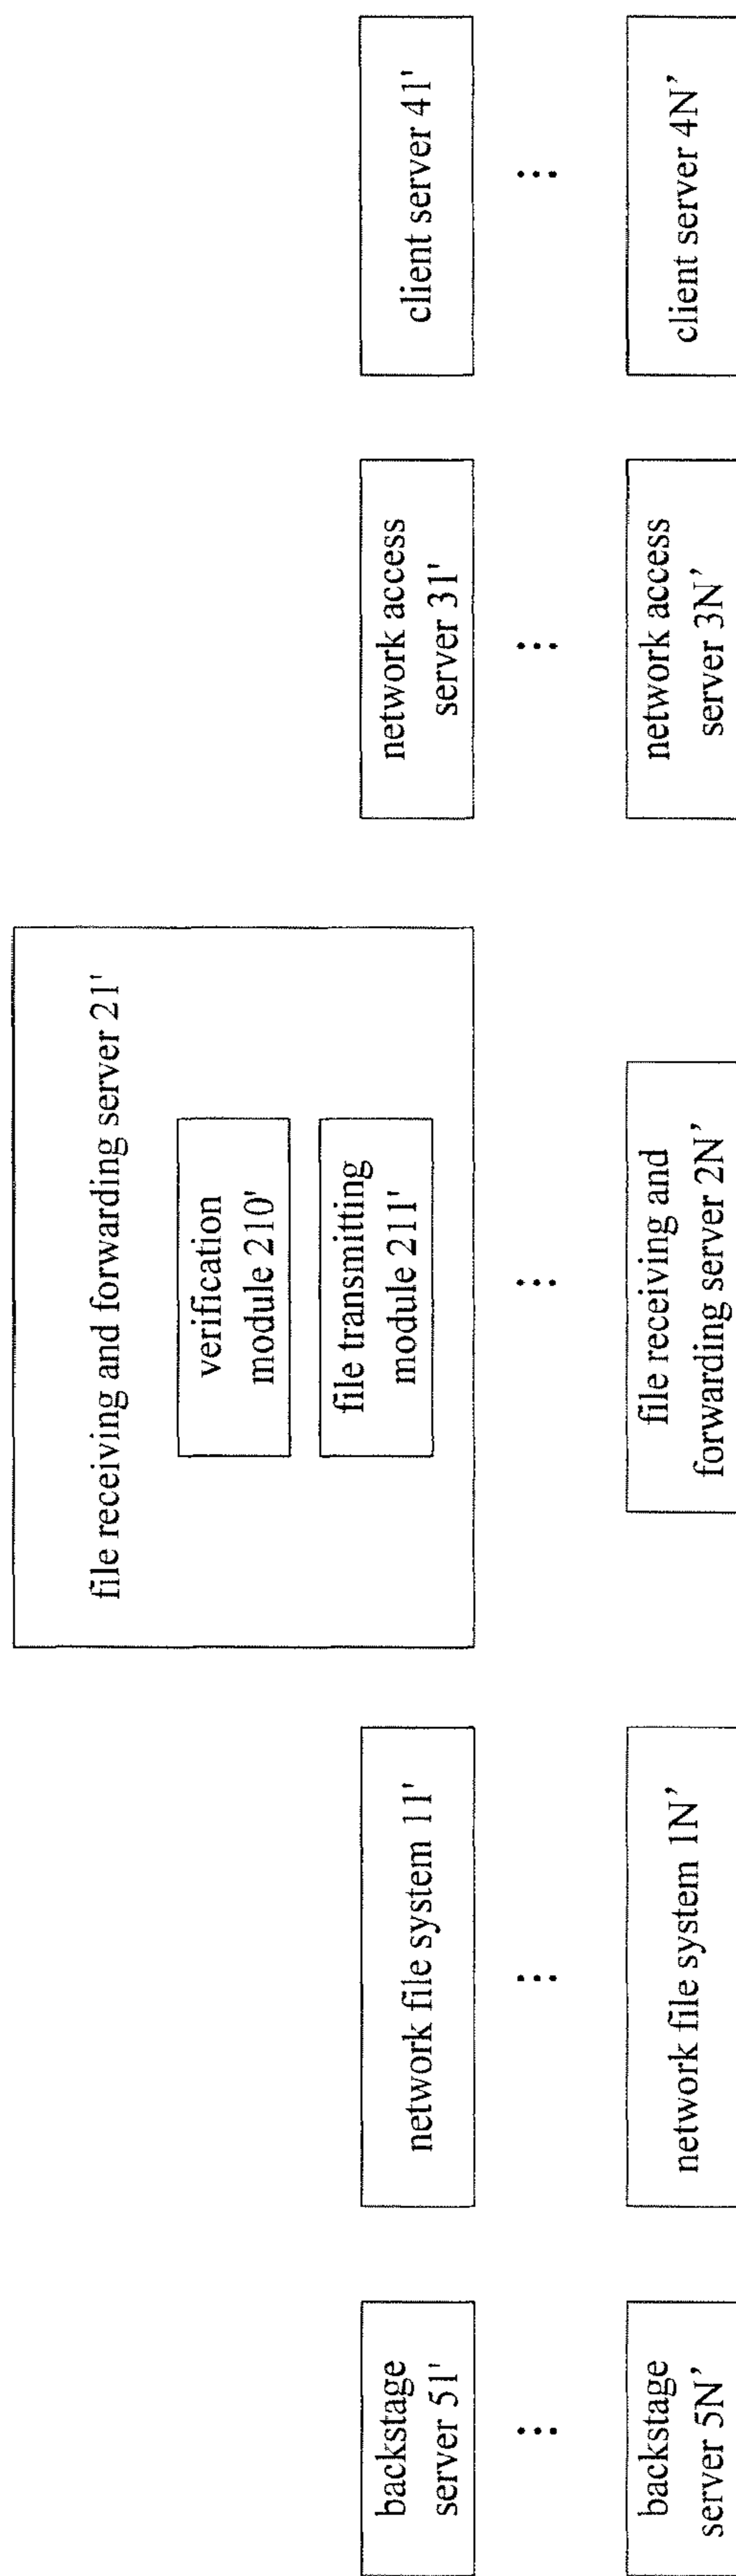 file receiving and forwarding server 21'
verification
module 210'
file transmitting
module 211'
backstage
server 51'
network file system 11'
network access
server 31'
client server 41'
...
...
...
...
...
backstage
server 5N’
network file system 1N’
file receiving and
forwarding server 2N’
network access
server 3N’
client server 4N’